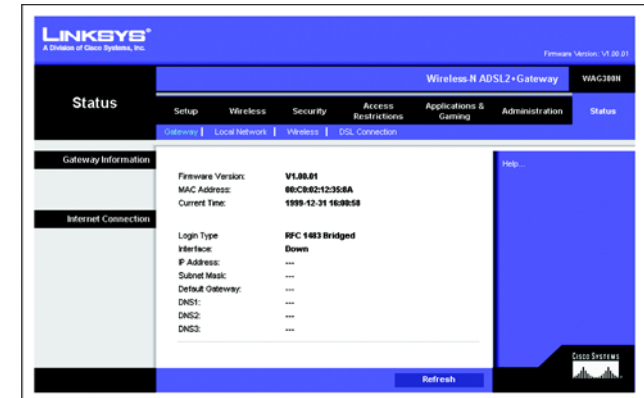 LINKSYS®
A Division of Cisco Systems, Inc.
Firmware Version: V1.00.01
Wireless-N ADSL2+Gateway WAG300N
Status
Setup Wireless Security Access Restrictions Applications & Gaming Administration Status
Gateway | Local Network | Wireless | DSL Connection
Gateway Information
Firmware Version: V1.00.01
MAC Address: 00:C0:02:12:35:8A
Current Time: 1999-12-31 16:00:58
Help...
Internet Connection
Login Type RFC 1483 Bridged
Interface: Down
IP Address: ---
Subnet Mask: ---
Default Gateway: ---
DNS1: ---
DNS2: ---
DNS3: ---
Refresh
CISCO SYSTEMS